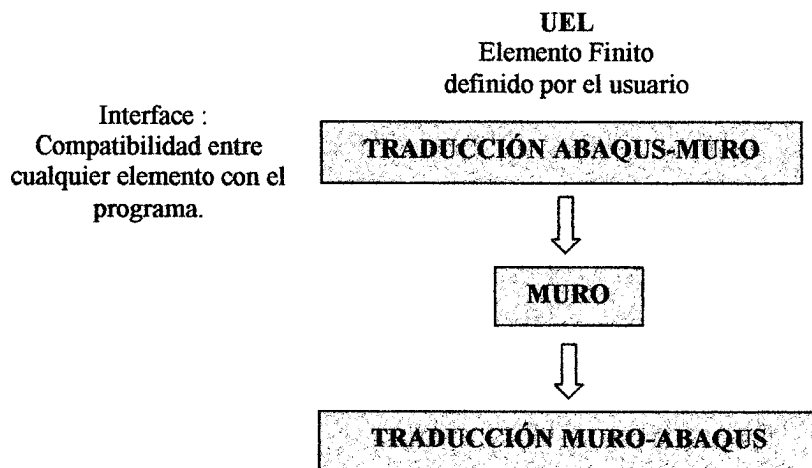 UEL
Elemento Finito
definido por el usuario
Interface :
Compatibilidad entre
cualquier elemento con el
programa.
TRADUCCIÓN ABAQUS-MURO
MURO
TRADUCCIÓN MURO-ABAQUS